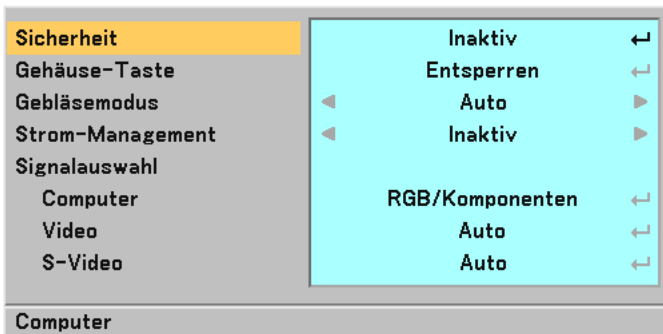 Sicherheit Inaktiv
Gehäuse-Taste Entsperren
Gebläsemodus Auto
Strom-Management Inaktiv
Signalauswahl
Computer RGB/Komponenten
Video Auto
S-Video Auto
Computer